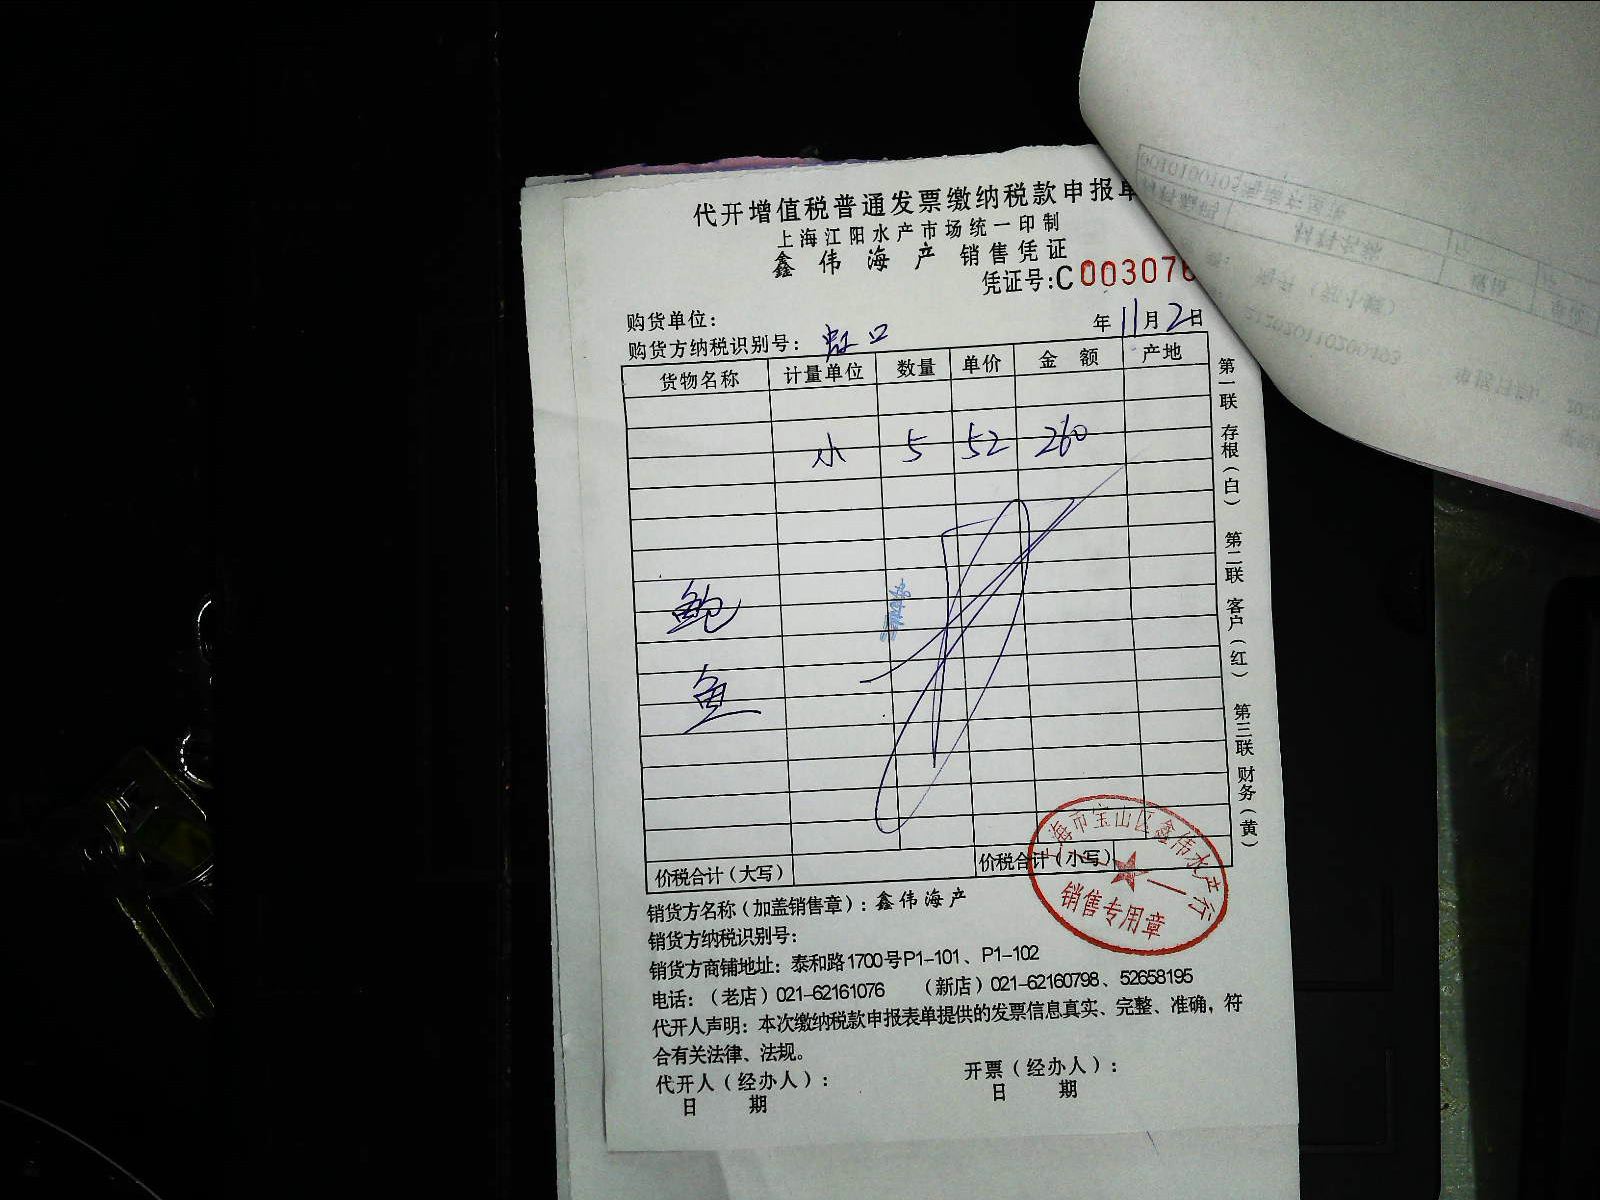 代开增值税普通发票缴纳税款申报单
上海江阳水产市场统一印制
鑫伟海产 销售凭证
凭证号:C003076
购货单位：
年11月2日
购货方纳税识别号： 虹口
货物名称 计量单位 数量 单价 金额 产地
小 5 52 260
鲍
鱼
价税合计（大写） 价税合计（小写）
销货方名称（加盖销售章）：鑫伟海产
销货方纳税识别号：
销货方商铺地址：泰和路1700号P1-101、P1-102
电话：（老店）021-62161076 （新店）021-62160798、52658195
代开人声明：本次缴纳税款申报表单提供的发票信息真实、完整、准确，符
合有关法律、法规。
代开人（经办人）： 开票（经办人）：
日 期 日 期
第一联 存根（白） 第二联 客户（红） 第三联 财务（黄）
上海市宝山区鑫伟水产行
销售专用章